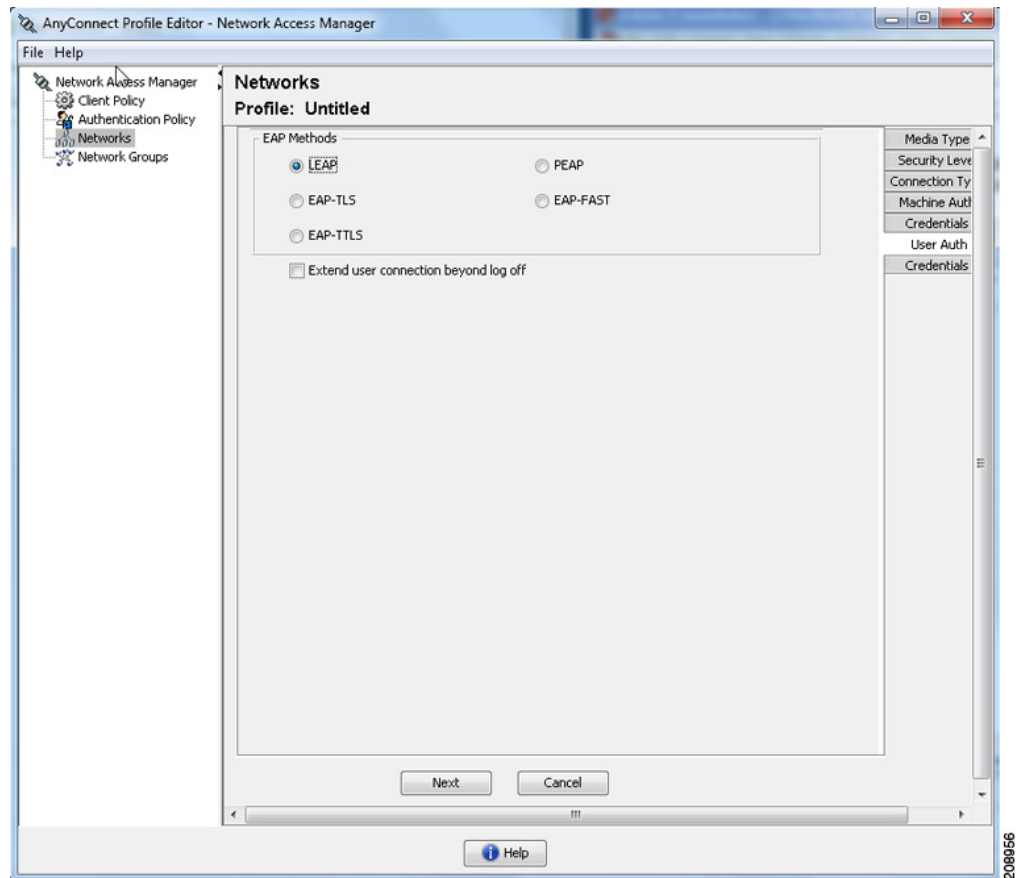 AnyConnect Profile Editor - Network Access Manager
File Help
Network Access Manager
Client Policy
Authentication Policy
Networks
Network Groups
Networks
Profile: Untitled
EAP Methods
LEAP
PEAP
EAP-TLS
EAP-FAST
EAP-TTLS
Extend user connection beyond log off
Media Type
Security Leve
Connection Ty
Machine Auth
Credentials
User Auth
Credentials
Next
Cancel
Help
208956